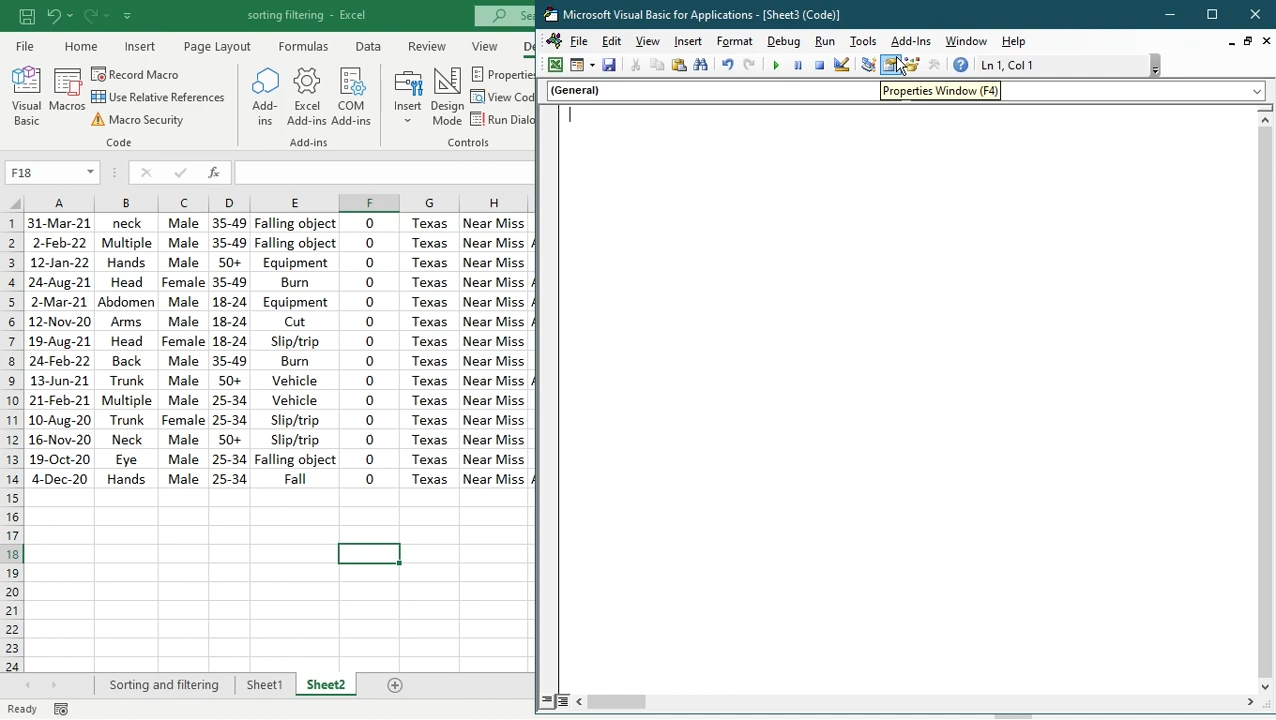 sorting filtering - Excel
Microsoft Visual Basic for Applications - [Sheet3 (Code)]
File Home Insert Page Layout Formulas Data Review View
File Edit View Insert Format Debug Run Tools Add-Ins Window Help
Ln 1, Col 1
Visual Basic
Macros
Record Macro
Use Relative References
Macro Security
Code
Add-ins
Excel Add-ins
COM Add-ins
Add-ins
Insert
Design Mode
Properties
View Cod
Run Dialo
Controls
(General)
Properties Window (F4)
F18
fx
A B C D E F G H
1 31-Mar-21 neck Male 35-49 Falling object 0 Texas Near Miss
2 2-Feb-22 Multiple Male 35-49 Falling object 0 Texas Near Miss
3 12-Jan-22 Hands Male 50+ Equipment 0 Texas Near Miss
4 24-Aug-21 Head Female 35-49 Burn 0 Texas Near Miss
5 2-Mar-21 Abdomen Male 18-24 Equipment 0 Texas Near Miss
6 12-Nov-20 Arms Male 18-24 Cut 0 Texas Near Miss
7 19-Aug-21 Head Female 18-24 Slip/trip 0 Texas Near Miss
8 24-Feb-22 Back Male 35-49 Burn 0 Texas Near Miss
9 13-Jun-21 Trunk Male 50+ Vehicle 0 Texas Near Miss
10 21-Feb-21 Multiple Male 25-34 Vehicle 0 Texas Near Miss
11 10-Aug-20 Trunk Female 25-34 Slip/trip 0 Texas Near Miss
12 16-Nov-20 Neck Male 50+ Slip/trip 0 Texas Near Miss
13 19-Oct-20 Eye Male 25-34 Falling object 0 Texas Near Miss
14 4-Dec-20 Hands Male 25-34 Fall 0 Texas Near Miss
15
16
17
18
19
20
21
22
23
24
Sorting and filtering Sheet1 Sheet2
Ready